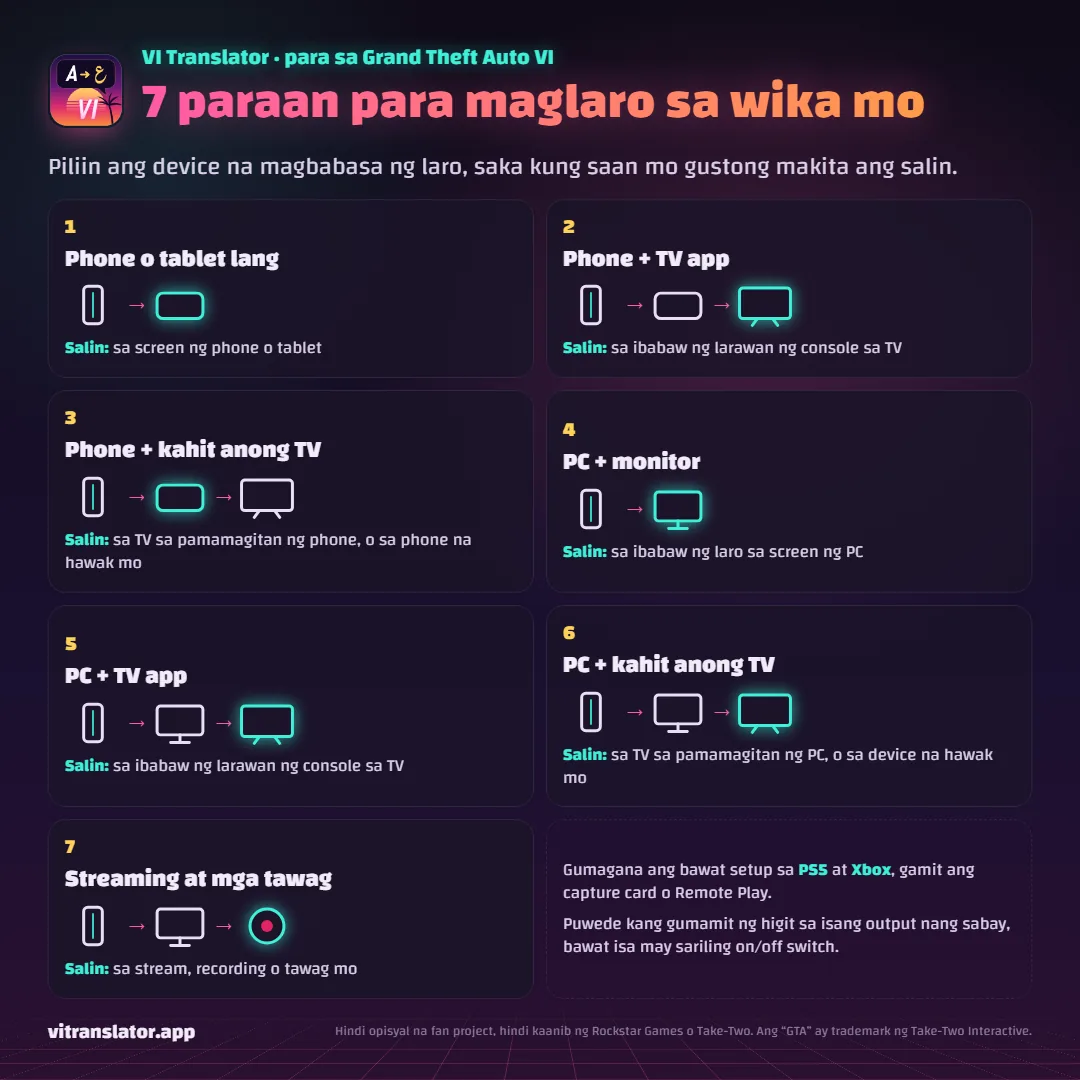 A→ع
VI
VI Translator · para sa Grand Theft Auto VI
7 paraan para maglaro sa wika mo
Piliin ang device na magbabasa ng laro, saka kung saan mo gustong makita ang salin.
1
Phone o tablet lang
→
Salin: sa screen ng phone o tablet
2
Phone + TV app
→ →
Salin: sa ibabaw ng larawan ng console sa TV
3
Phone + kahit anong TV
→ →
Salin: sa TV sa pamamagitan ng phone, o sa phone na
hawak mo
4
PC + monitor
→
Salin: sa ibabaw ng laro sa screen ng PC
5
PC + TV app
→ →
Salin: sa ibabaw ng larawan ng console sa TV
6
PC + kahit anong TV
→ →
Salin: sa TV sa pamamagitan ng PC, o sa device na hawak
mo
7
Streaming at mga tawag
→ →
Salin: sa stream, recording o tawag mo
Gumagana ang bawat setup sa PS5 at Xbox, gamit ang
capture card o Remote Play.
Puwede kang gumamit ng higit sa isang output nang sabay,
bawat isa may sariling on/off switch.
vitranslator.app
Hindi opisyal na fan project, hindi kaanib ng Rockstar Games o Take-Two. Ang “GTA” ay trademark ng Take-Two Interactive.